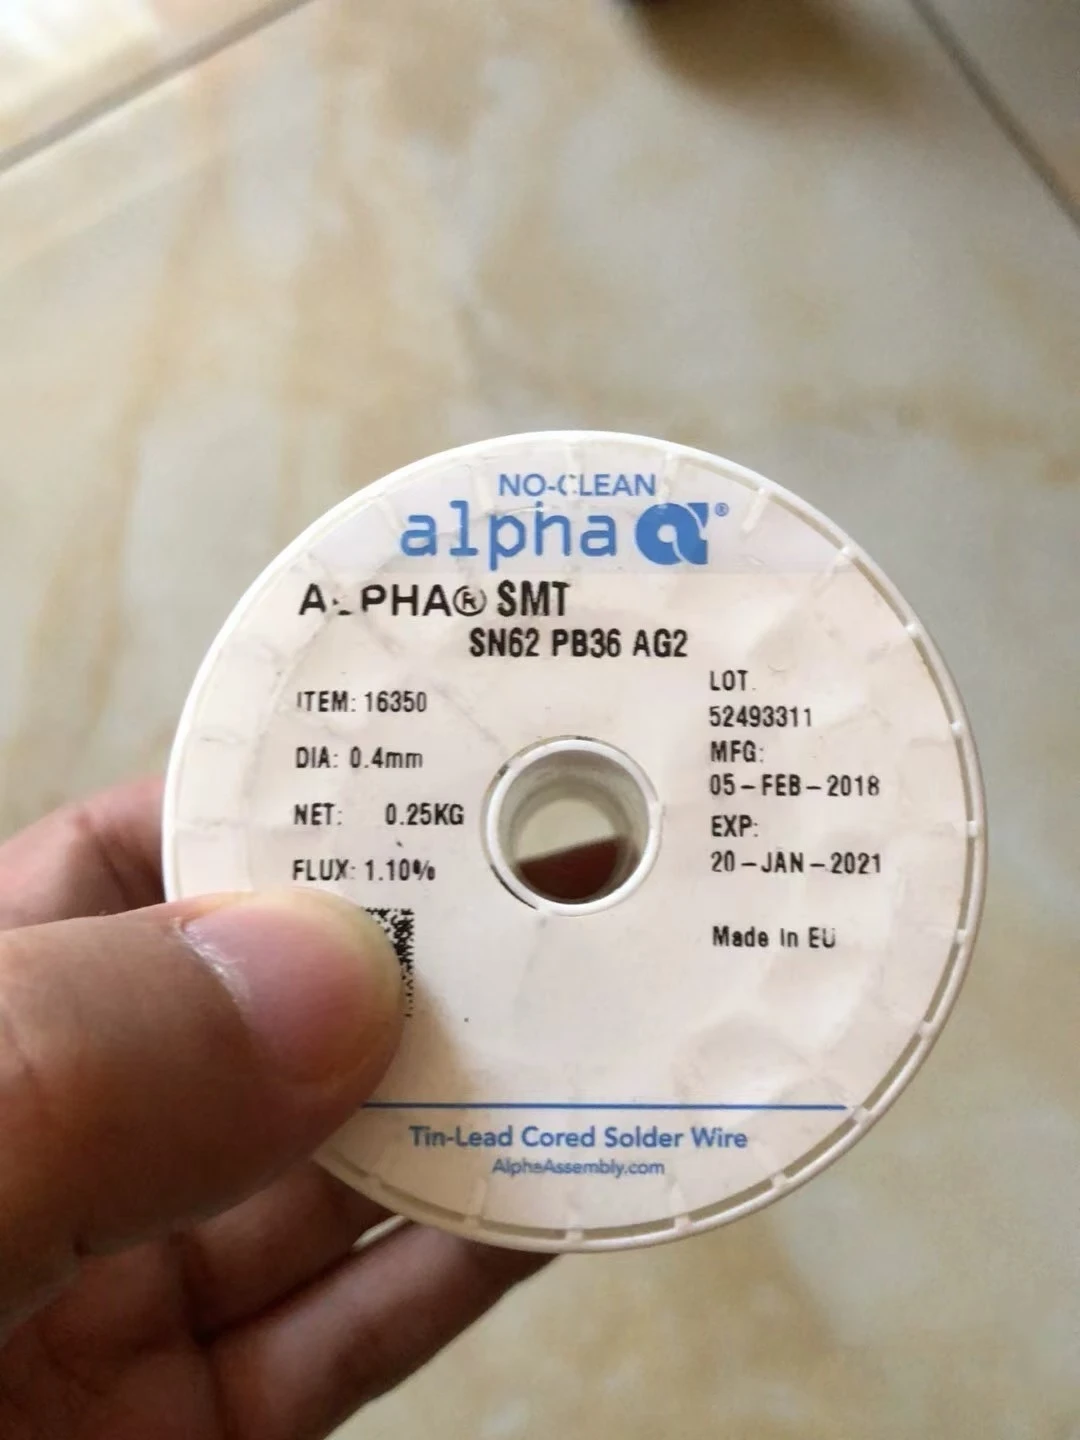 NO-CLEAN
alpha a®
ALPHA® SMT
SN62 PB36 AG2
ITEM: 16350
DIA: 0.4mm
NET: 0.25KG
FLUX: 1.10%
LOT.
52493311
MFG:
05-FEB-2018
EXP:
20-JAN-2021
Made in EU
Tin-Lead Cored Solder Wire
AlphaAssembly.com